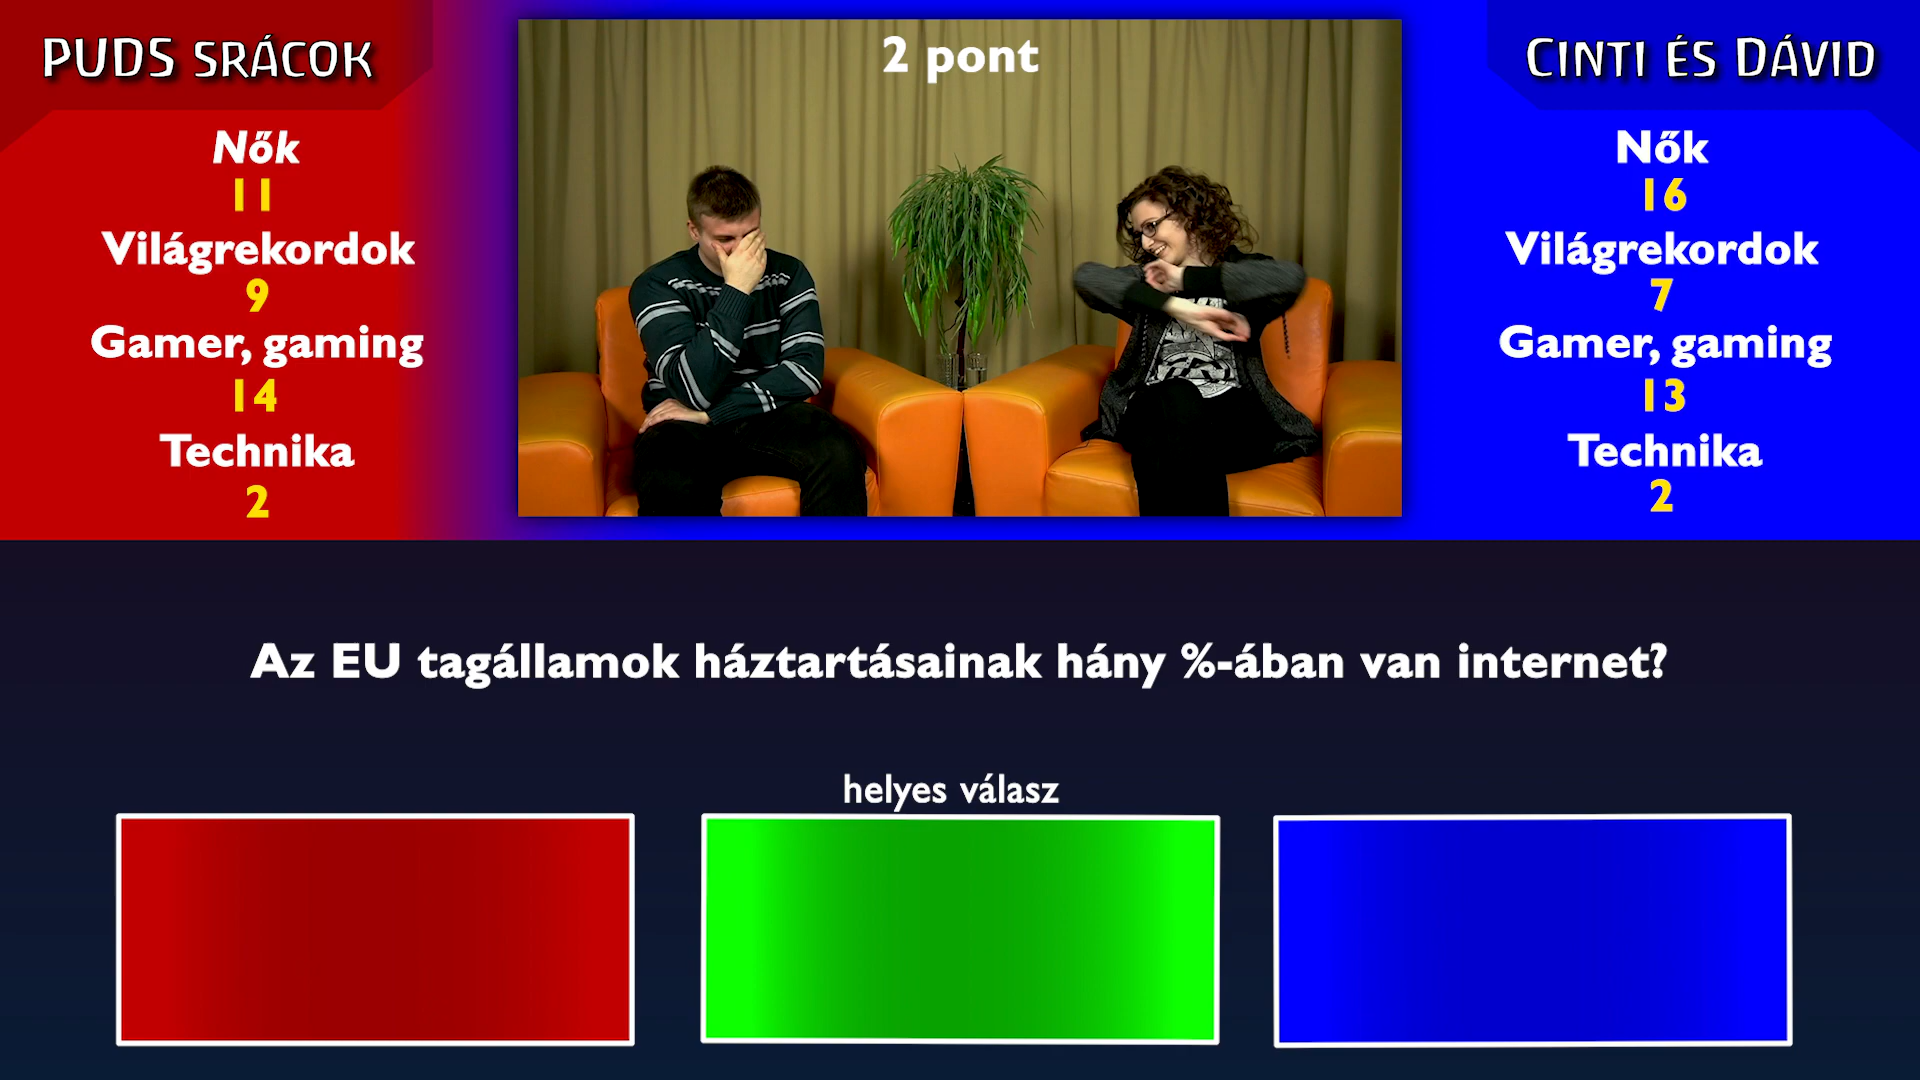 PUDS SRÁCOK
Nők
11
Világrekordok
9
Gamer, gaming
14
Technika
2
2 pont
CINTI ÉS DÁVID
Nők
16
Világrekordok
7
Gamer, gaming
13
Technika
2
Az EU tagállamok háztartásainak hány %-ában van internet?
helyes válasz